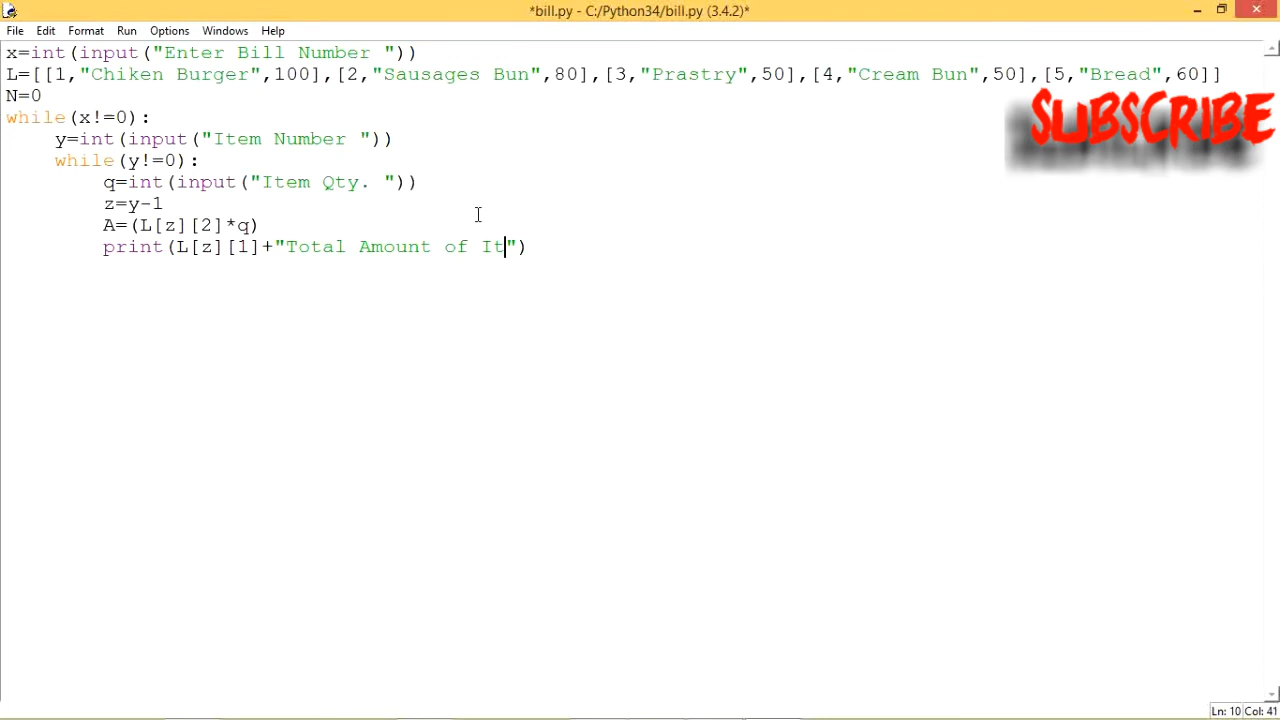 *bill.py - C:/Python34/bill.py (3.4.2)*
File Edit Format Run Options Windows Help
x=int(input("Enter Bill Number "))
L=[[1,"Chiken Burger",100],[2,"Sausages Bun",80],[3,"Prastry",50],[4,"Cream Bun",50],[5,"Bread",60]]
N=0
while(x!=0):
    y=int(input("Item Number "))
    while(y!=0):
        q=int(input("Item Qty. "))
        z=y-1
        A=(L[z][2]*q)
        print(L[z][1]+"Total Amount of It")
SUBSCRIBE
Ln: 10 Col: 41